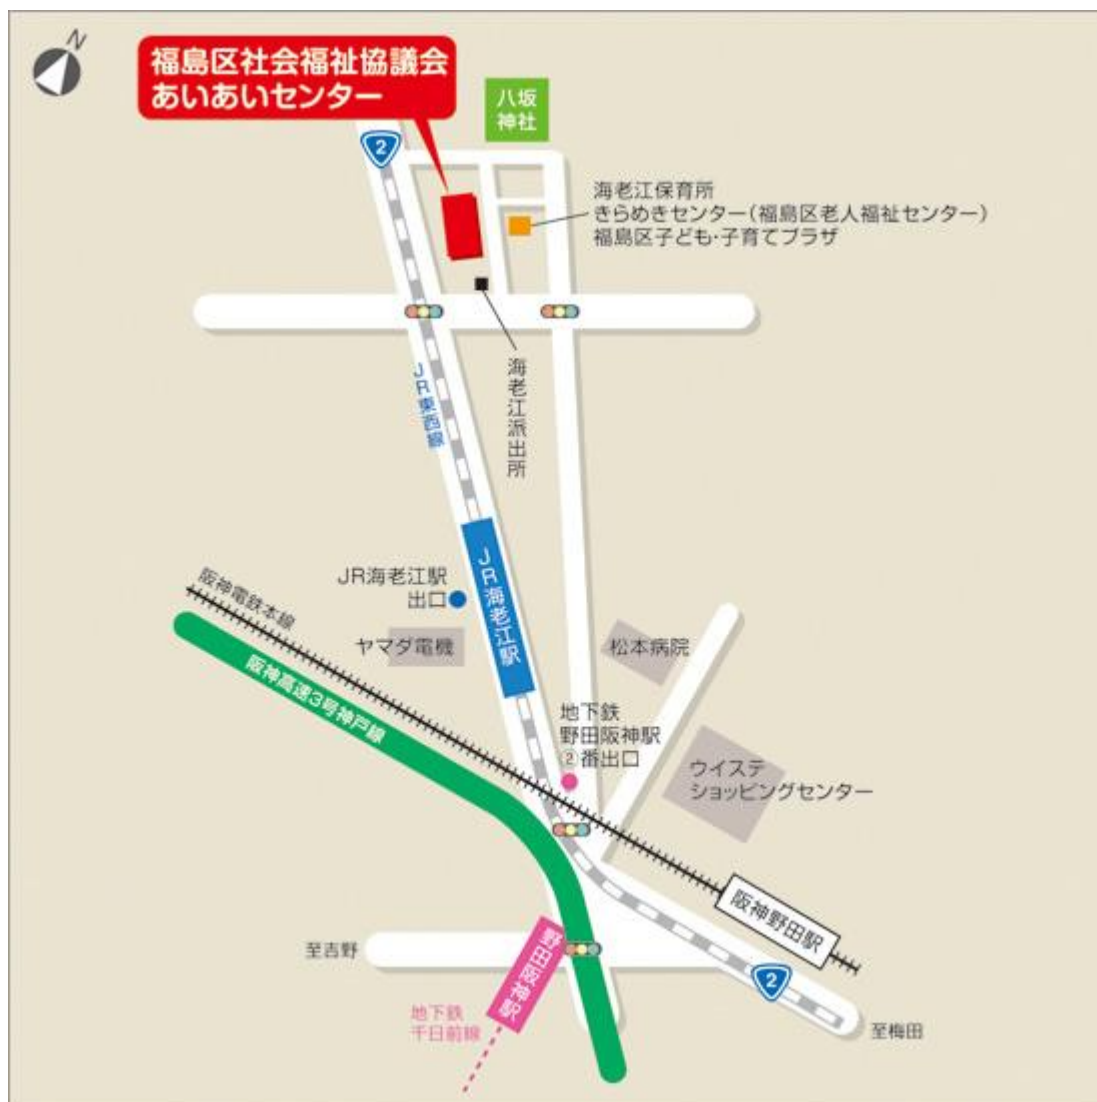 N
福島区社会福祉協議会
あいあいセンター
八坂
神社
2
海老江保育所
きらめきセンター(福島区老人福祉センター)
福島区子ども・子育てプラザ
海老江派出所
JR東西線
JR海老江駅
JR海老江駅
出口
阪神電鉄本線
ヤマダ電機
松本病院
阪神高速3号神戸線
地下鉄
野田阪神駅
②番出口
ウイステ
ショッピングセンター
阪神野田駅
野田阪神駅
至吉野
2
地下鉄
千日前線
至梅田